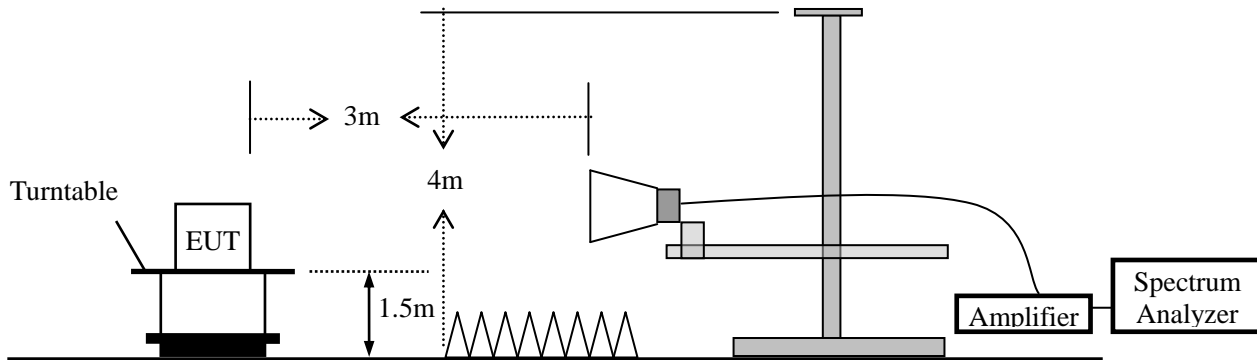 3m
4m
Turntable
EUT
1.5m
Amplifier
Spectrum
Analyzer